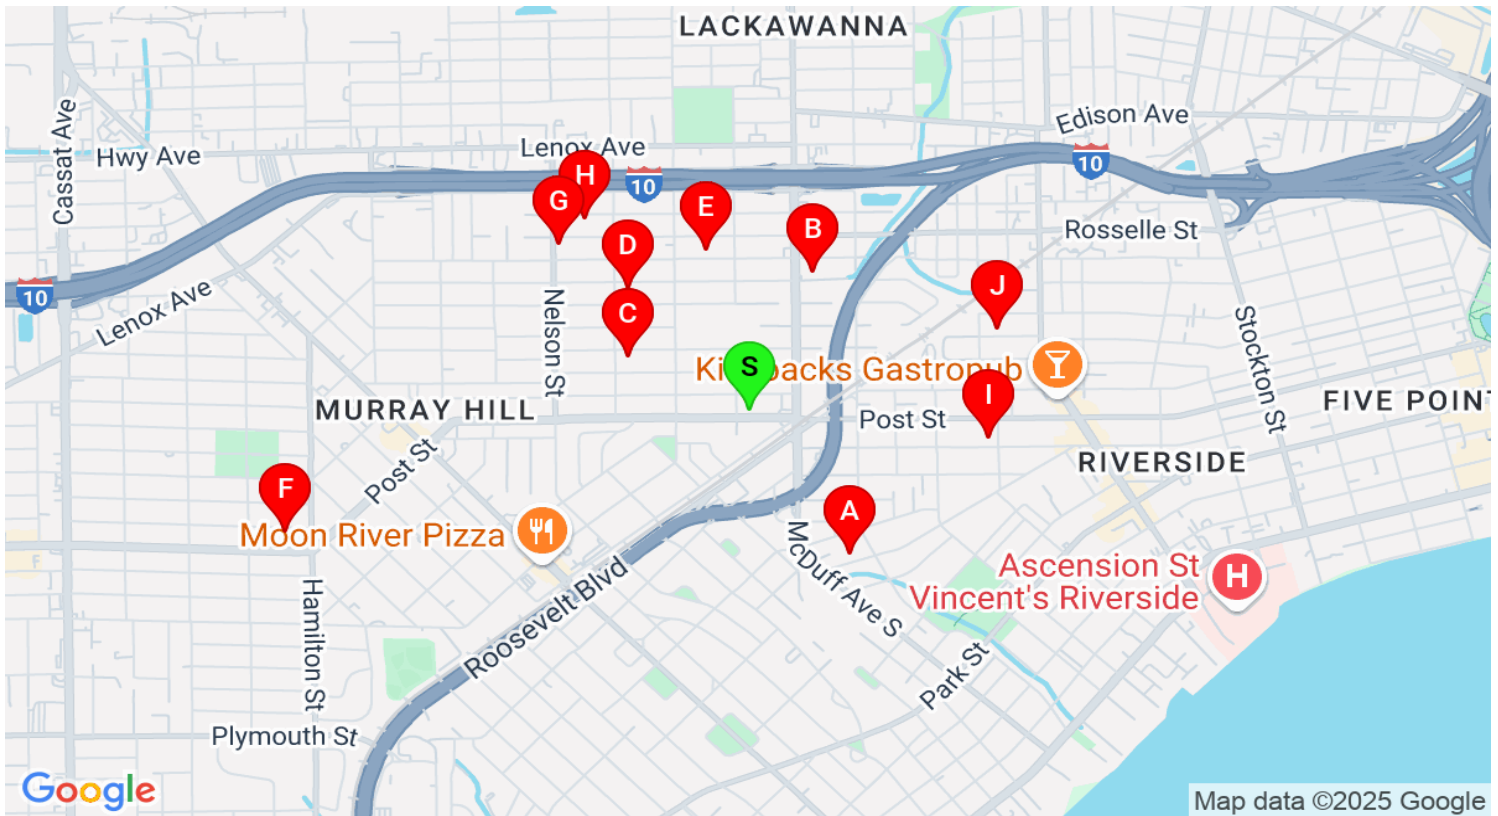 LACKAWANNA
Edison Ave
Cassat Ave
Hwy Ave
Lenox Ave
10
H
10
G
E
B
Rosselle St
D
10
Lenox Ave
Nelson St
C
J
Stockton St
S
Gastropub
I
MURRAY HILL
Post St
FIVE POINT
Post St
RIVERSIDE
F
Moon River Pizza
A
McDuff Ave S
Ascension St
Vincent's Riverside
H
Roosevelt Blvd
Hamilton St
Park St
Plymouth St
Google
Map data ©2025 Google